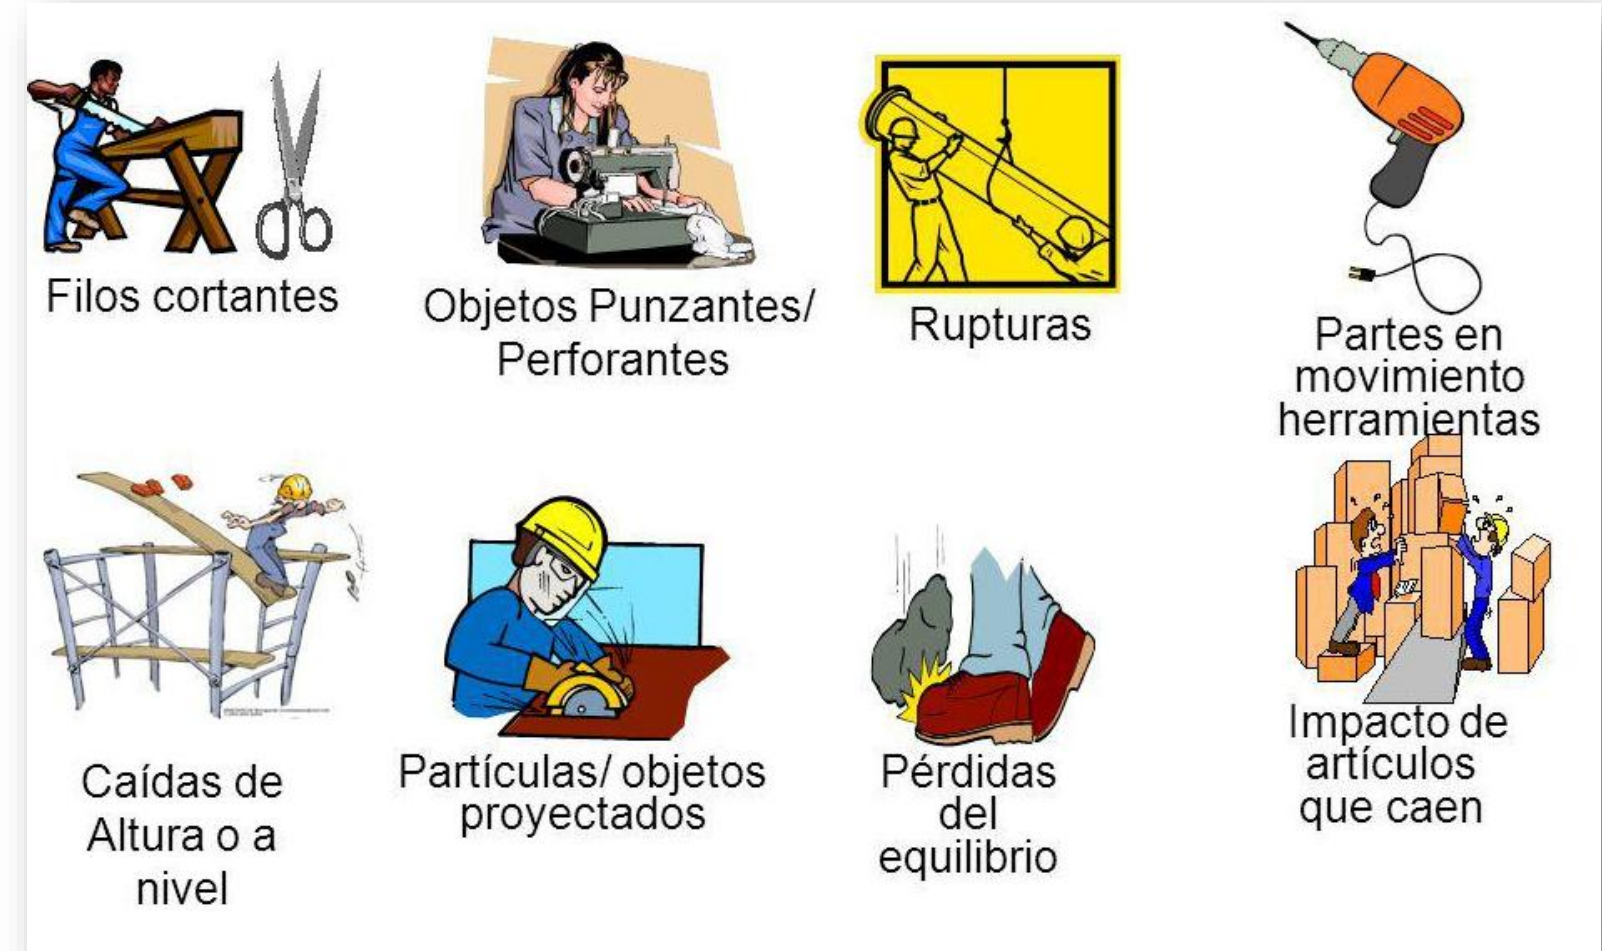 Filos cortantes
Objetos Punzantes/
Perforantes
Rupturas
Partes en
movimiento
herramientas
Caídas de
Altura o a
nivel
Partículas/ objetos
proyectados
Pérdidas
del
equilibrio
Impacto de
artículos
que caen